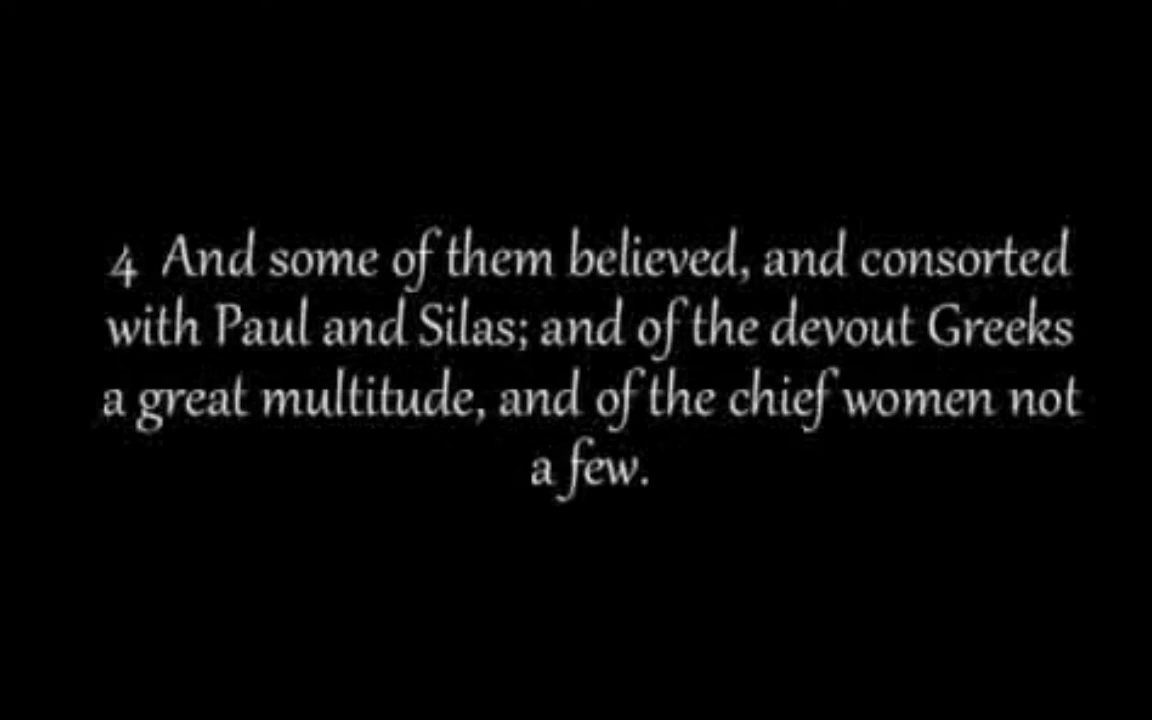 4 And some of them believed, and consorted
with Paul and Silas; and of the devout Greeks
a great multitude, and of the chief women not
a few.